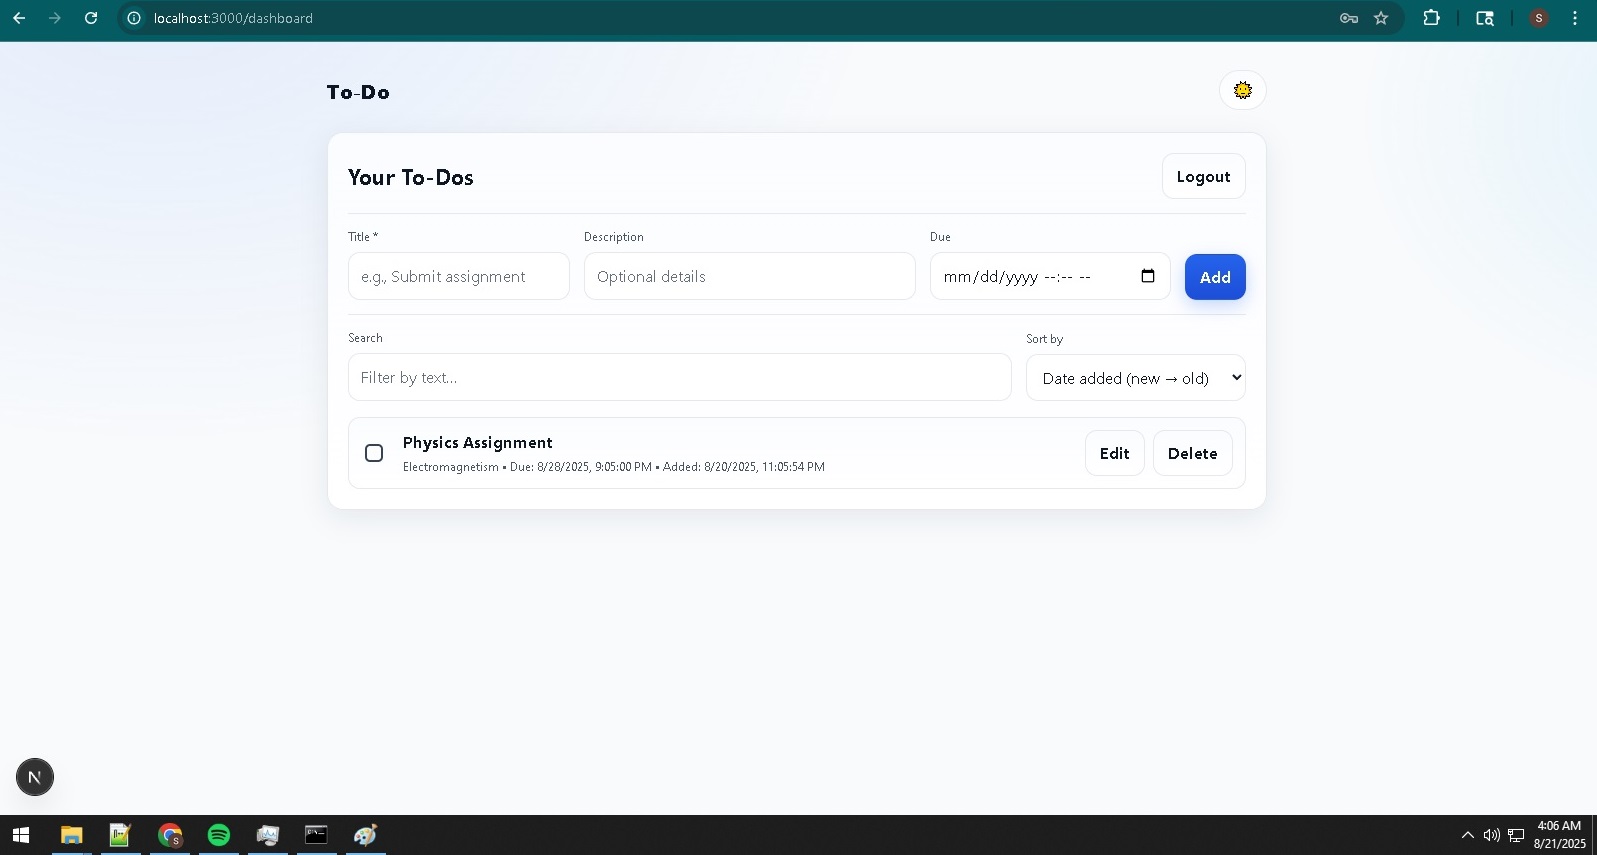 localhost:3000/dashboard
S
To-Do
Your To-Dos
Logout
Title *
Description
Due
e.g., Submit assignment
Optional details
mm/dd/yyyy --:-- --
Add
Search
Sort by
Filter by text...
Date added (new → old)
Physics Assignment
Electromagnetism • Due: 8/28/2025, 9:05:00 PM • Added: 8/20/2025, 11:05:54 PM
Edit
Delete
N
4:06 AM
8/21/2025